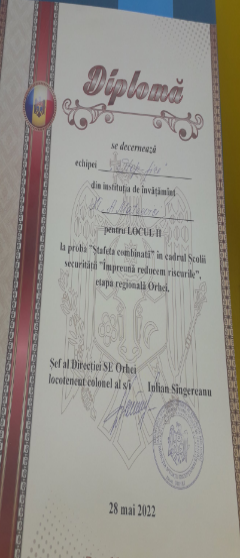 Diplomă
se decernează
echipei
din instituția de învățămînt
pentru LOCUL II
la proba "Ștafeta combinată" în cadrul Școlii
securității "Împreună reducem riscurile",
etapa regională Orhei.
Șef al Direcției SE Orhei
locotenent colonel al s/i Iulian Sîngereanu
28 mai 2022